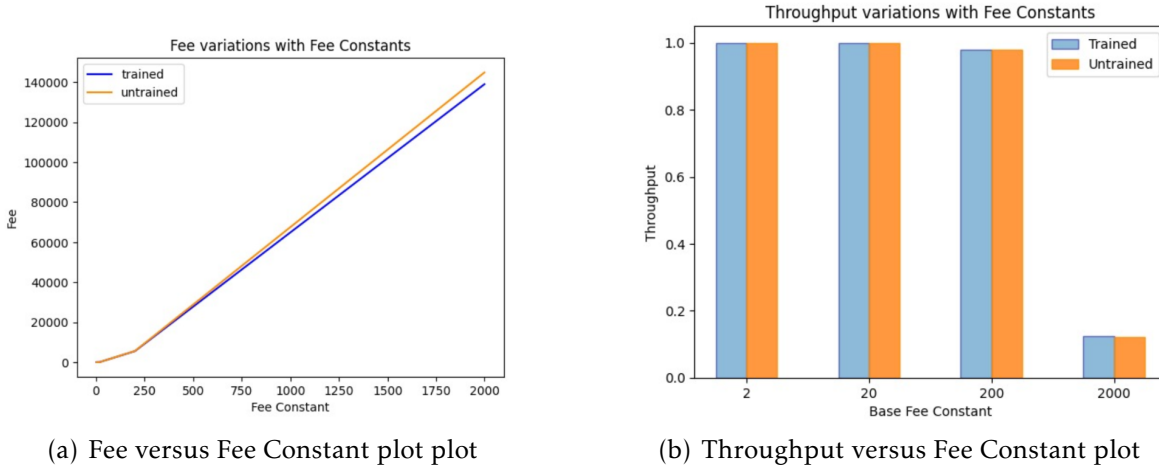 Fee variations with Fee Constants
trained
untrained
140000
120000
100000
80000
60000
40000
20000
0
Fee
0 250 500 750 1000 1250 1500 1750 2000
Fee Constant
(a) Fee versus Fee Constant plot plot
Throughput variations with Fee Constants
Trained
Untrained
1.0
0.8
0.6
0.4
0.2
0.0
Throughput
2 20 200 2000
Base Fee Constant
(b) Throughput versus Fee Constant plot